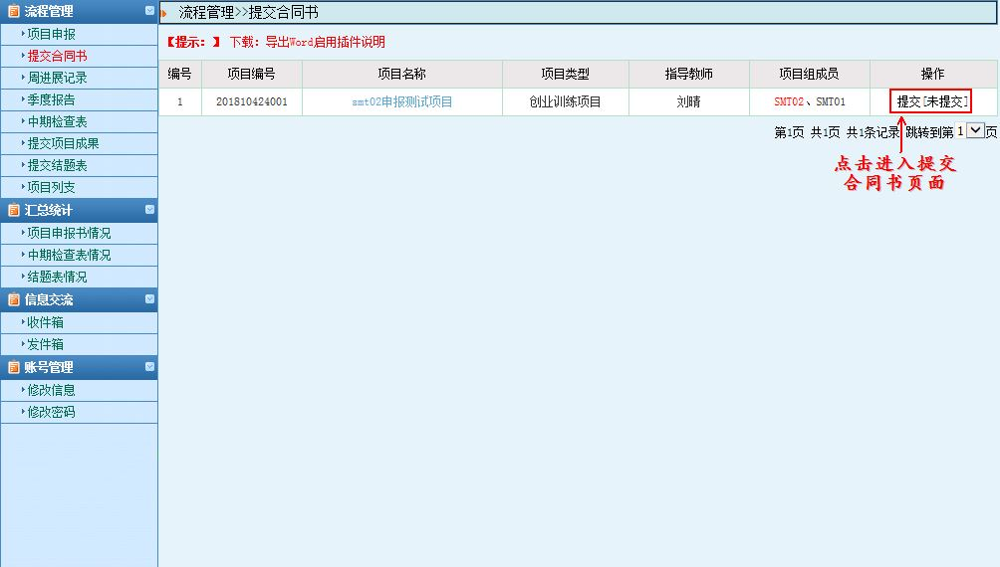 流程管理
项目申报
提交合同书
周进展记录
季度报告
中期检查表
提交项目成果
提交结题表
项目列支
汇总统计
项目申报书情况
中期检查表情况
结题表情况
信息交流
收件箱
发件箱
账号管理
修改信息
修改密码
流程管理>>提交合同书
【提示：】 下载：导出Word启用插件说明
编号 项目编号 项目名称 项目类型 指导教师 项目组成员 操作
1 201810424001 smt02申报测试项目 创业训练项目 刘晴 SMT02、SMT01 提交[未提交]
第1页 共1页 共1条记录 跳转到第 1 页
点击进入提交
合同书页面